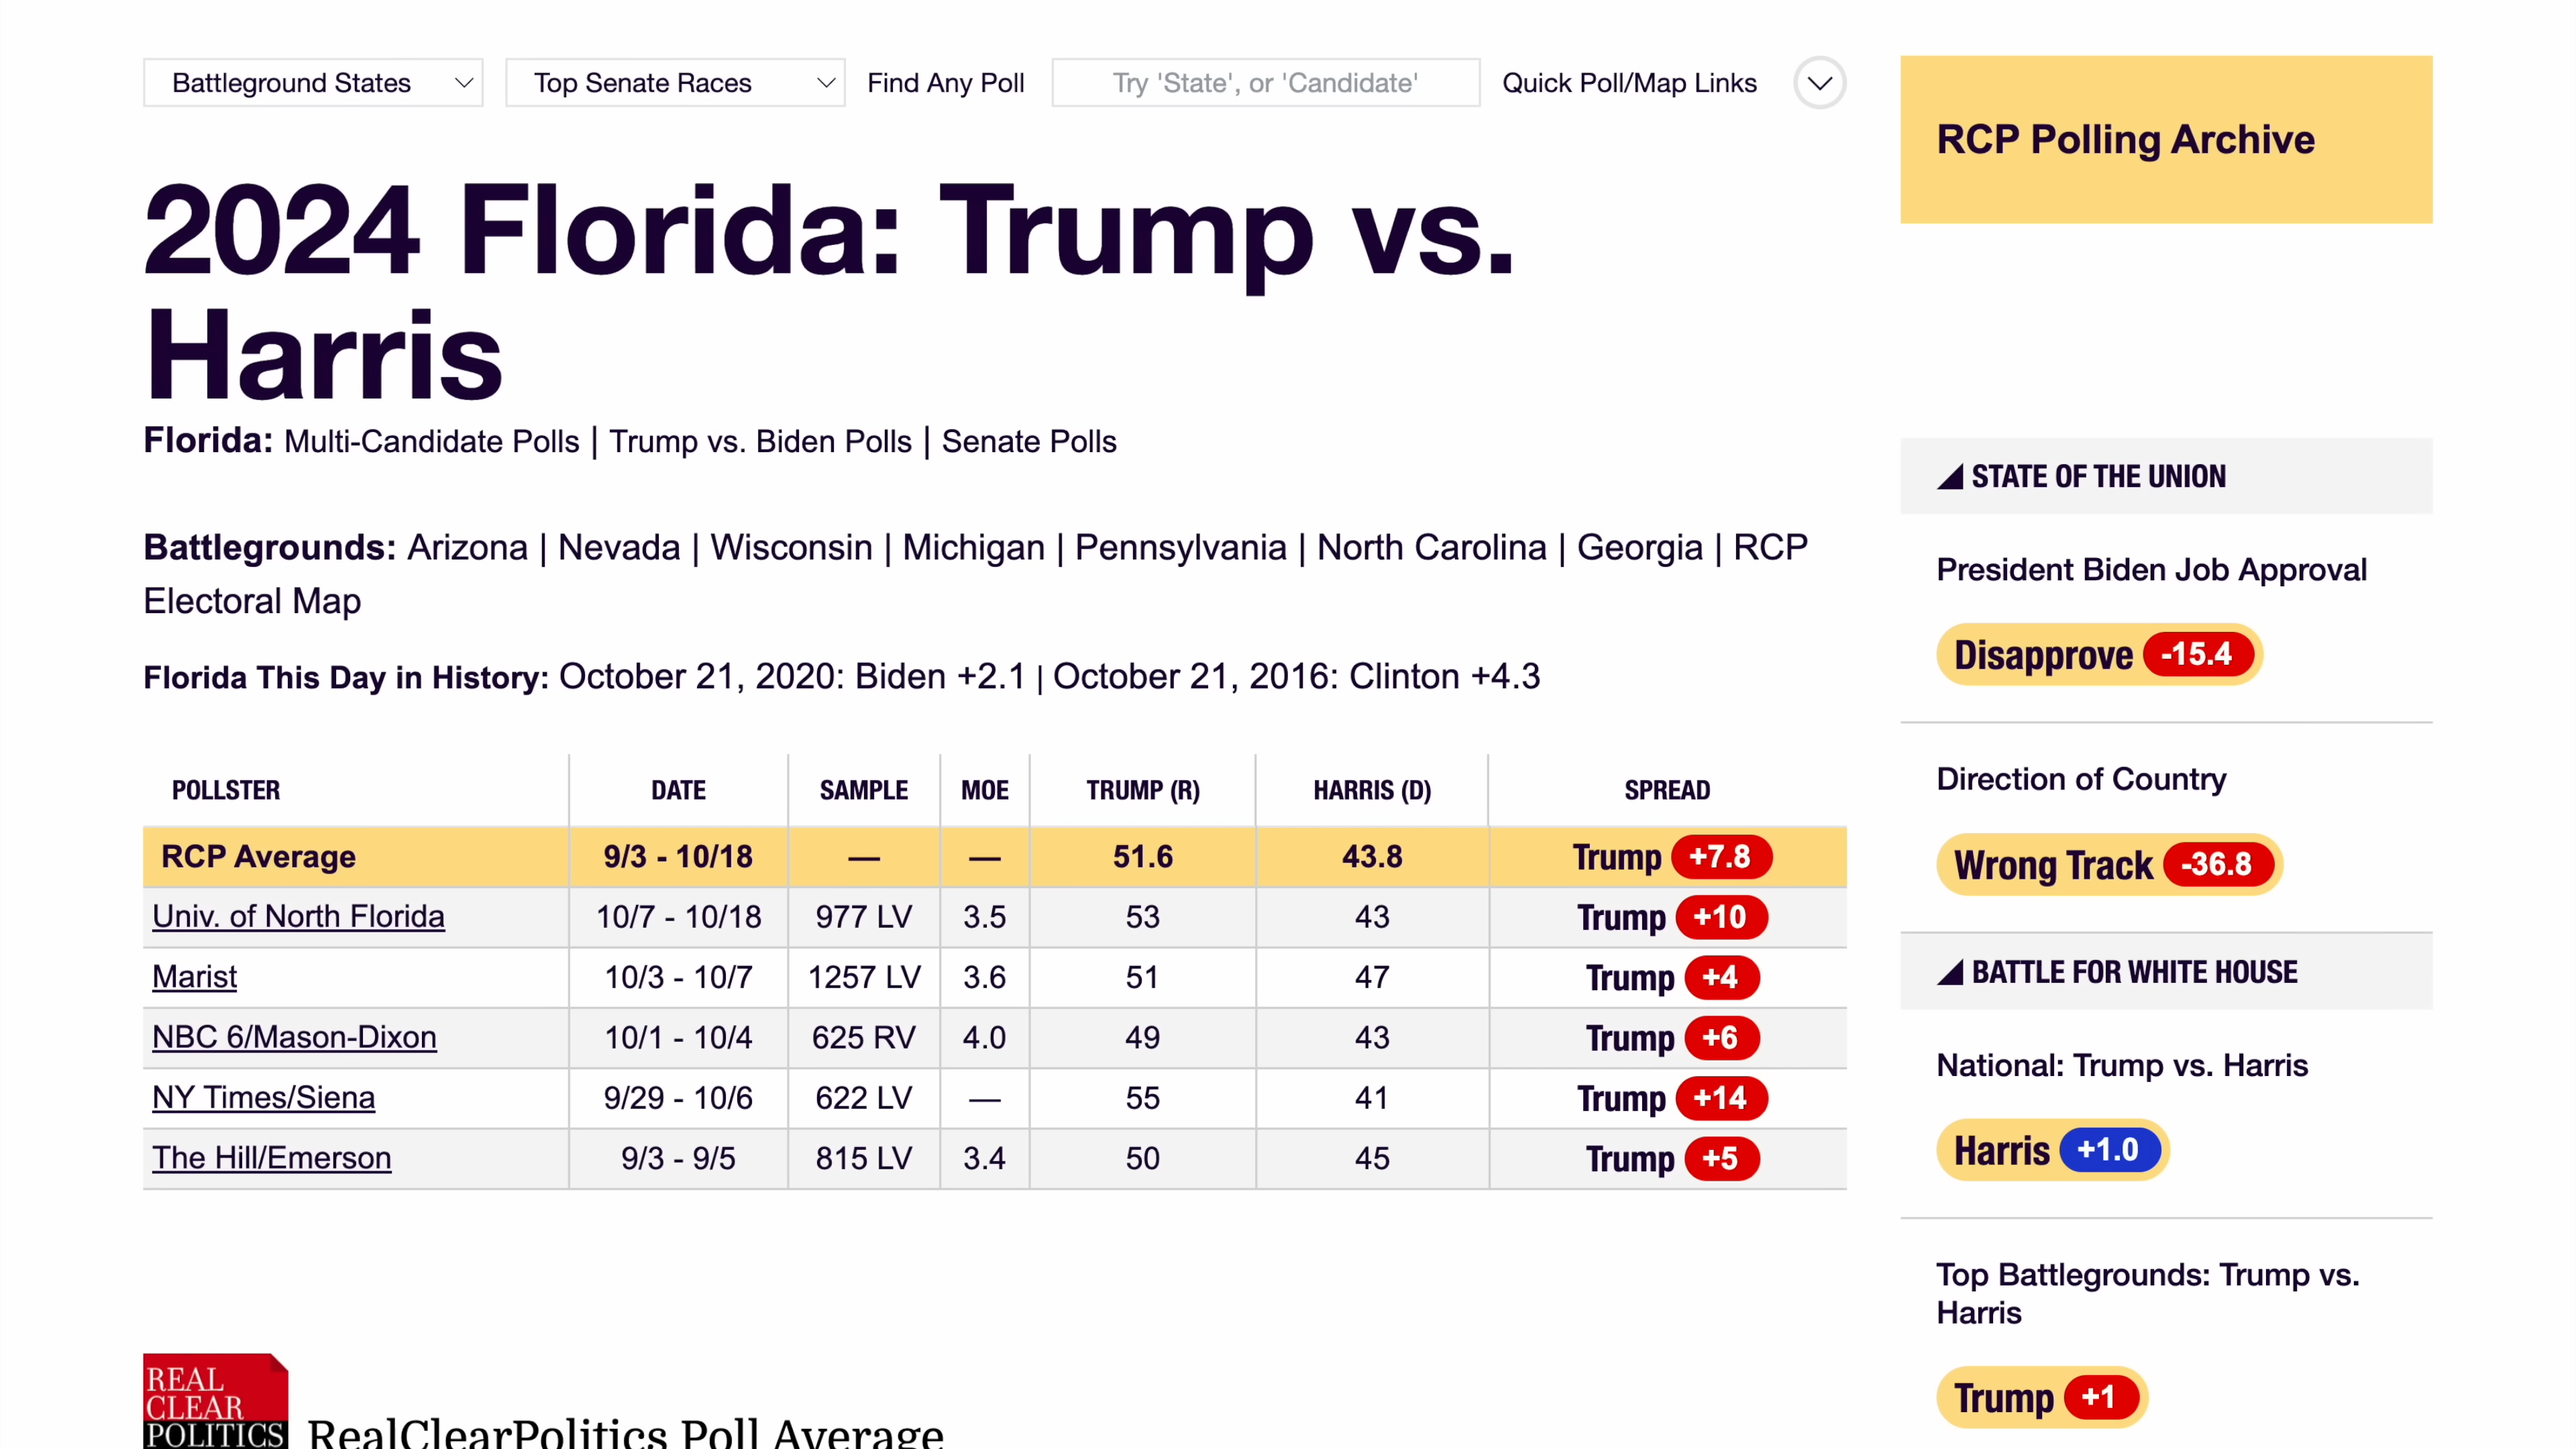 Battleground States Top Senate Races Find Any Poll Try 'State', or 'Candidate' Quick Poll/Map Links
RCP Polling Archive
2024 Florida: Trump vs.
Harris
Florida: Multi-Candidate Polls | Trump vs. Biden Polls | Senate Polls
Battlegrounds: Arizona | Nevada | Wisconsin | Michigan | Pennsylvania | North Carolina | Georgia | RCP
Electoral Map
Florida This Day in History: October 21, 2020: Biden +2.1 | October 21, 2016: Clinton +4.3
POLLSTER DATE SAMPLE MOE TRUMP (R) HARRIS (D) SPREAD
RCP Average 9/3 - 10/18 — — 51.6 43.8 Trump +7.8
Univ. of North Florida 10/7 - 10/18 977 LV 3.5 53 43 Trump +10
Marist 10/3 - 10/7 1257 LV 3.6 51 47 Trump +4
NBC 6/Mason-Dixon 10/1 - 10/4 625 RV 4.0 49 43 Trump +6
NY Times/Siena 9/29 - 10/6 622 LV — 55 41 Trump +14
The Hill/Emerson 9/3 - 9/5 815 LV 3.4 50 45 Trump +5
STATE OF THE UNION
President Biden Job Approval
Disapprove -15.4
Direction of Country
Wrong Track -36.8
BATTLE FOR WHITE HOUSE
National: Trump vs. Harris
Harris +1.0
Top Battlegrounds: Trump vs.
Harris
Trump +1
REAL
CLEAR
POLITICS
RealClearPolitics Poll Average